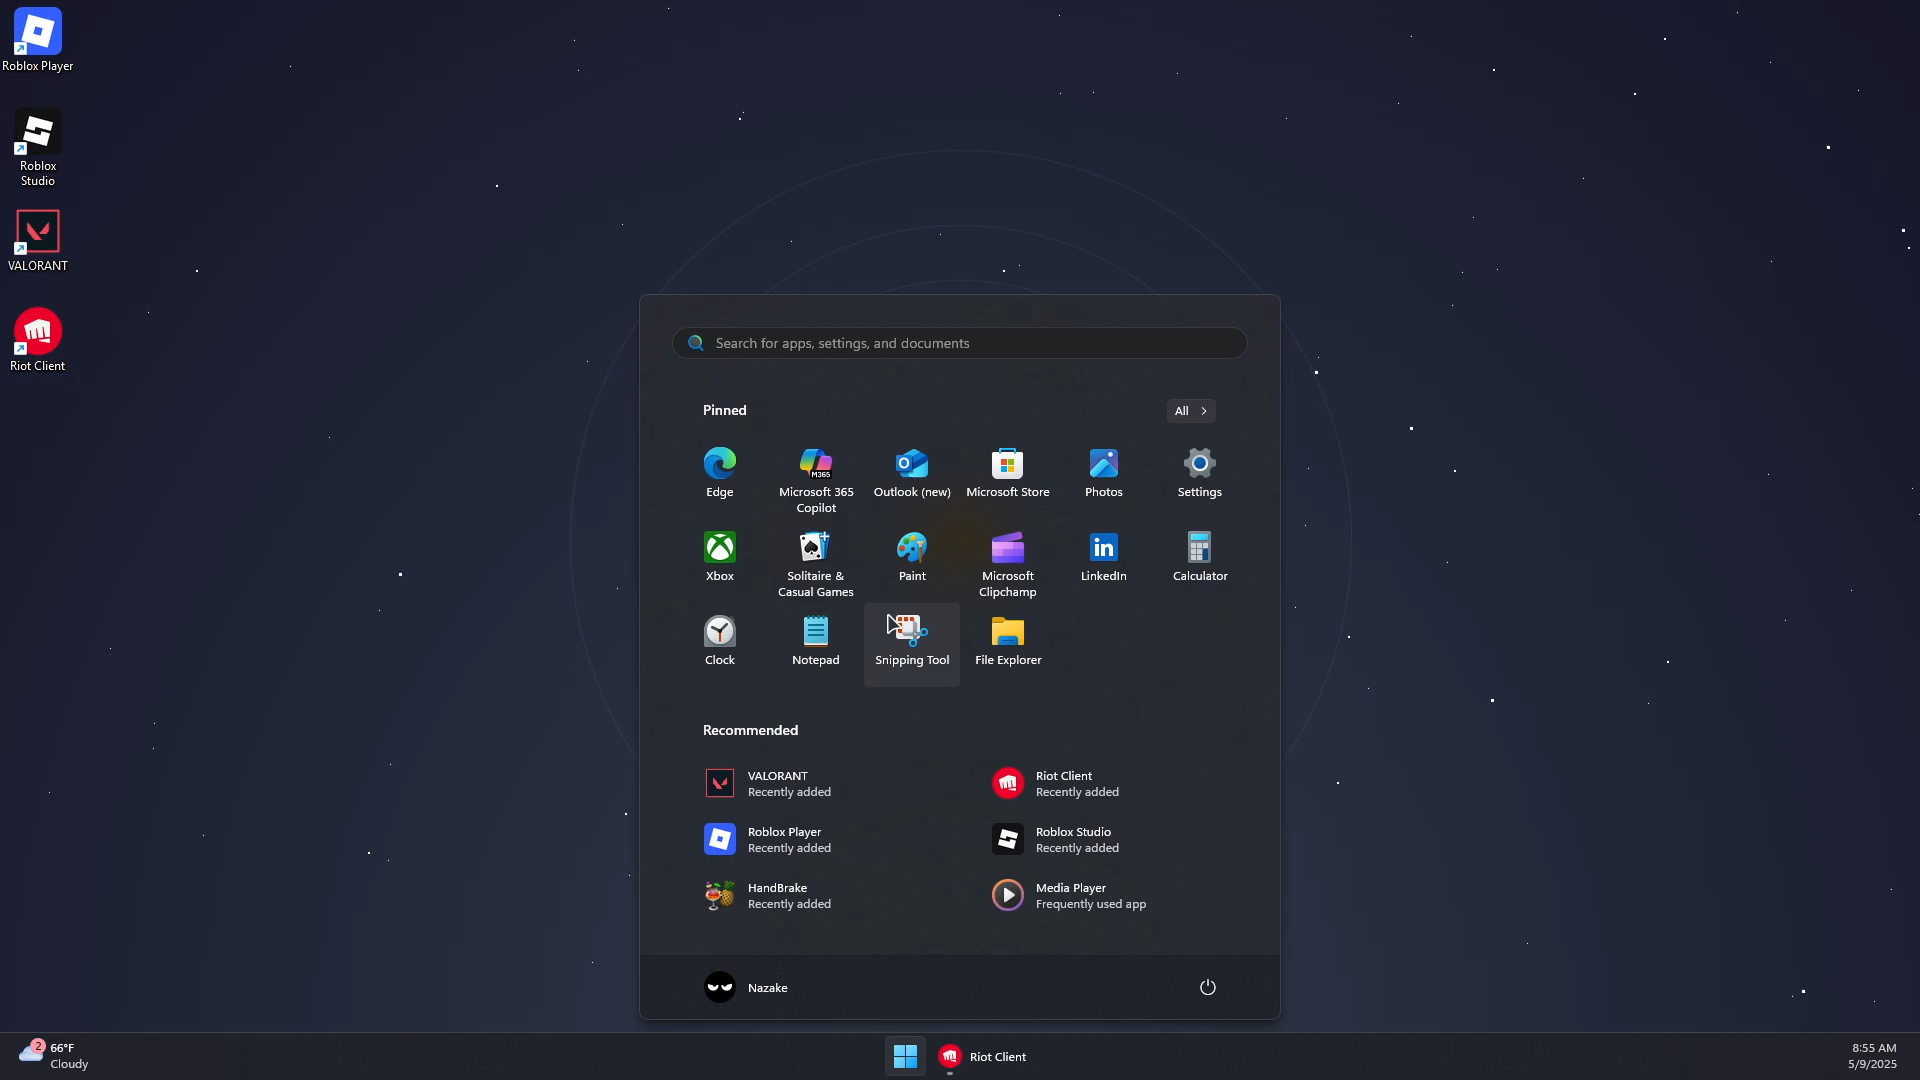 Roblox Player
Roblox
Studio
VALORANT
Riot Client
Search for apps, settings, and documents
Pinned
All
Edge
Microsoft 365
Copilot
M365
Outlook (new)
Microsoft Store
Photos
Settings
Xbox
Solitaire &
Casual Games
Paint
Microsoft
Clipchamp
LinkedIn
in
Calculator
Clock
Notepad
Snipping Tool
File Explorer
Recommended
VALORANT
Recently added
Riot Client
Recently added
Roblox Player
Recently added
Roblox Studio
Recently added
HandBrake
Recently added
Media Player
Frequently used app
Nazake
2
66°F
Cloudy
Riot Client
8:55 AM
5/9/2025